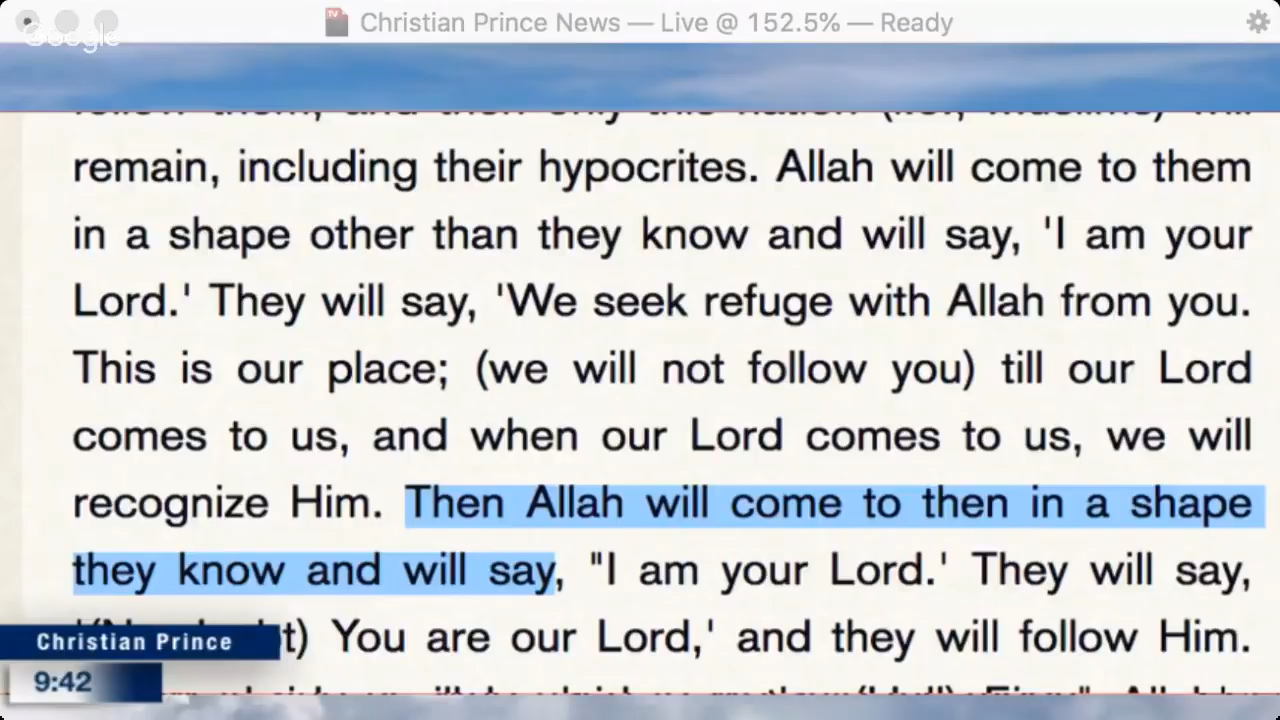 Christian Prince News — Live @ 152.5% — Ready
Google
remain, including their hypocrites. Allah will come to them
in a shape other than they know and will say, 'I am your
Lord.' They will say, 'We seek refuge with Allah from you.
This is our place; (we will not follow you) till our Lord
comes to us, and when our Lord comes to us, we will
recognize Him. Then Allah will come to then in a shape
they know and will say, "I am your Lord.' They will say,
You are our Lord,' and they will follow Him.
Christian Prince
9:42